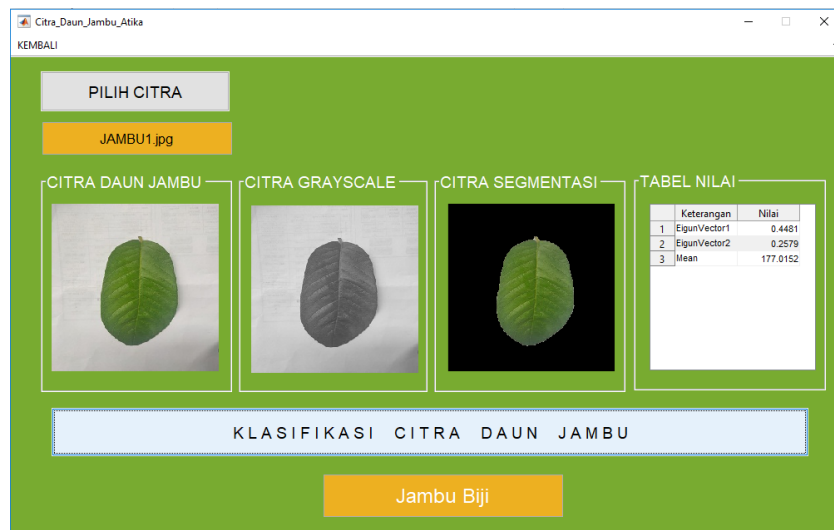 Citra_Daun_Jambu_Atika
KEMBALI
PILIH CITRA
JAMBU1.jpg
CITRA DAUN JAMBU
CITRA GRAYSCALE
CITRA SEGMENTASI
TABEL NILAI
Keterangan Nilai
1 EigunVector1 0.4481
2 EigunVector2 0.2579
3 Mean 177.0152
KLASIFIKASI CITRA DAUN JAMBU
Jambu Biji